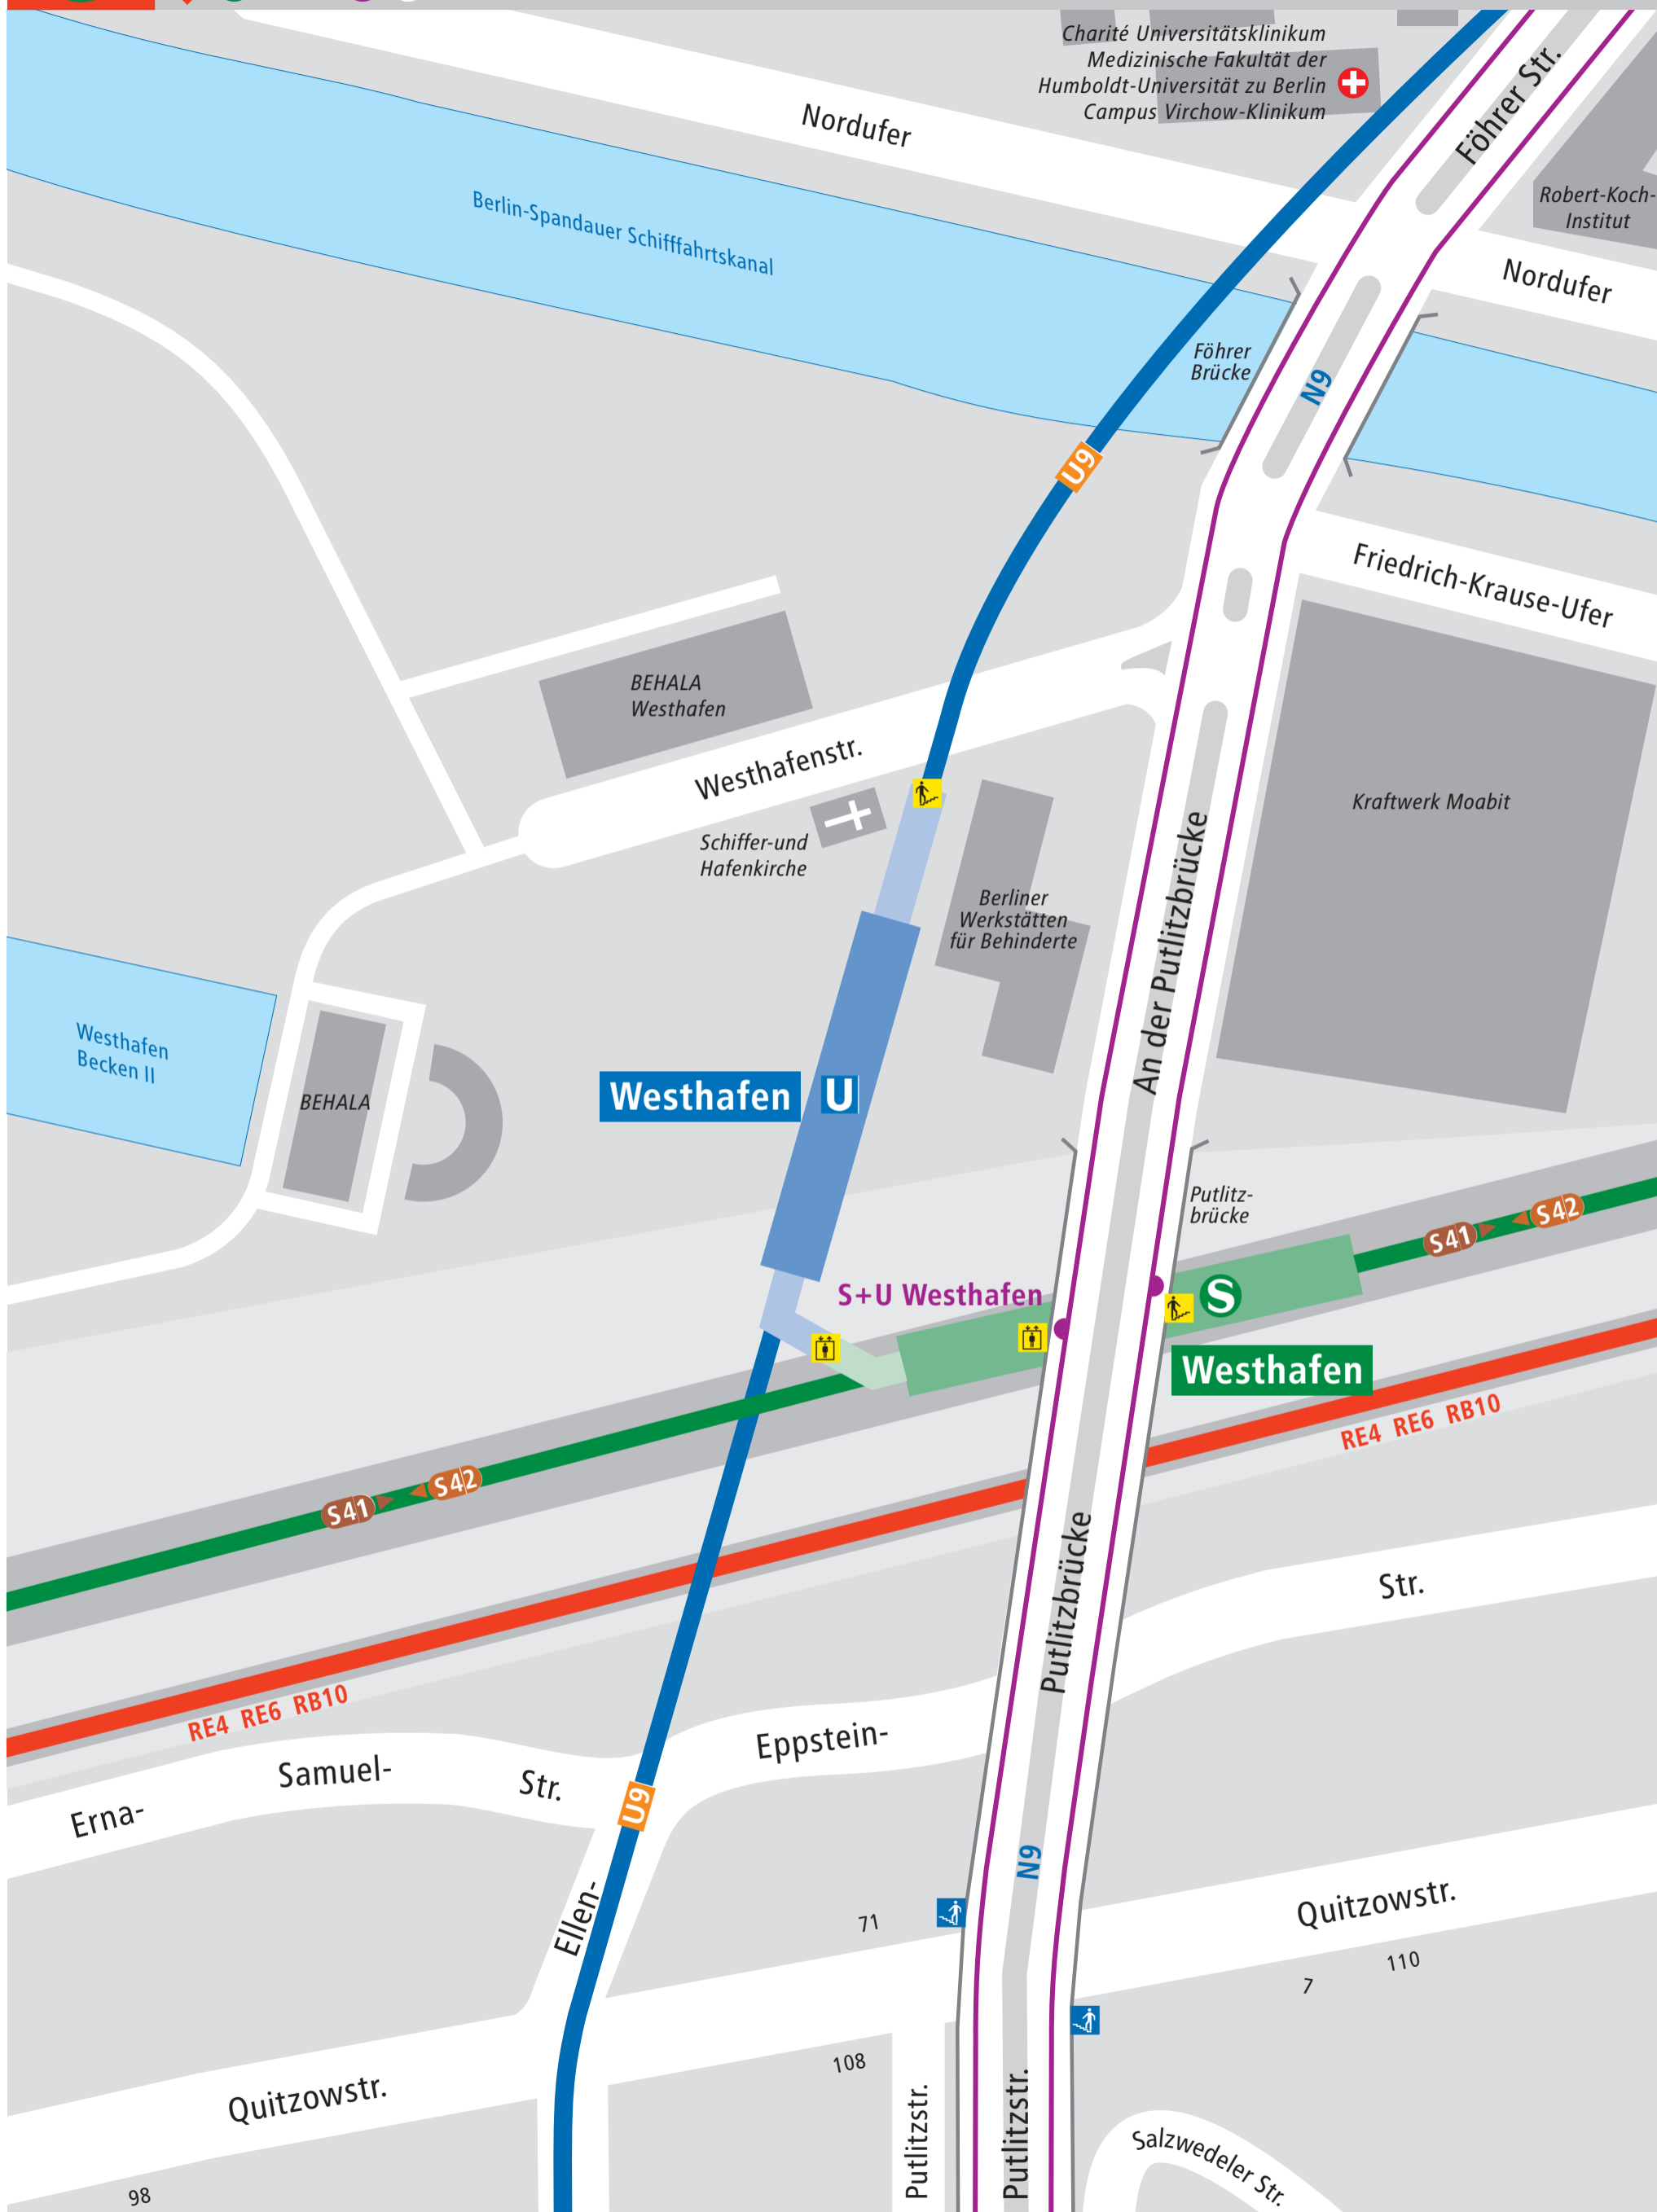 Charité Universitätsklinikum
Medizinische Fakultät der
Humboldt-Universität zu Berlin
Campus Virchow-Klinikum
Föhrer Str.
Nordufer
Robert-Koch-
Institut
Berlin-Spandauer Schifffahrtskanal
Nordufer
Föhrer
Brücke
N9
U9
Friedrich-Krause-Ufer
BEHALA
Westhafen
Westhafenstr.
Kraftwerk Moabit
Schiffer-und
Hafenkirche
Berliner
Werkstätten
für Behinderte
An der Putlitzbrücke
Westhafen
Becken II
BEHALA
Westhafen
U
Putlitz-
brücke
S41
S42
S+U Westhafen
S
Westhafen
RE4 RE6 RB10
S41
S42
Putlitzbrücke
Str.
RE4 RE6 RB10
Eppstein-
Samuel-
Str.
Erna-
U9
N9
Ellen-
71
Quitzowstr.
110
7
108
Quitzowstr.
Putlitzstr.
Putlitzstr.
Salzwedeler Str.
98